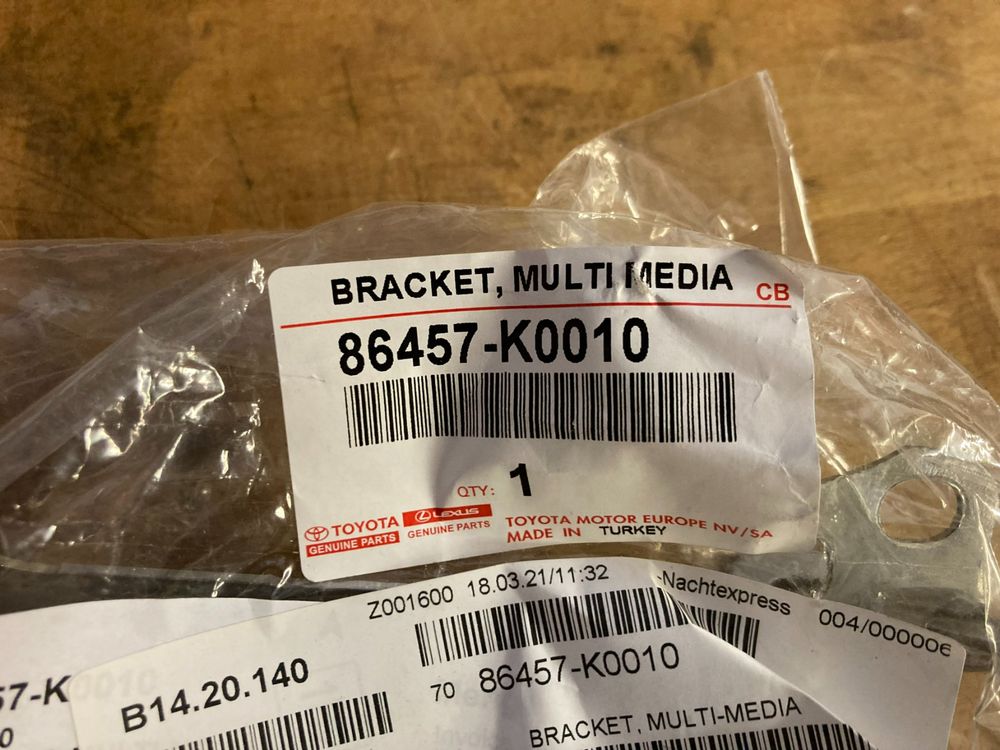 BRACKET, MULTI MEDIA
CB
86457-K0010
QTY: 1
TOYOTA
GENUINE PARTS
LEXUS
GENUINE PARTS
TOYOTA MOTOR EUROPE NV/SA
MADE IN TURKEY
Z001600 18.03.21/11:32 -Nachtexpress 004/000006
57-K0010
B14.20.140
70 86457-K0010
BRACKET, MULTI-MEDIA